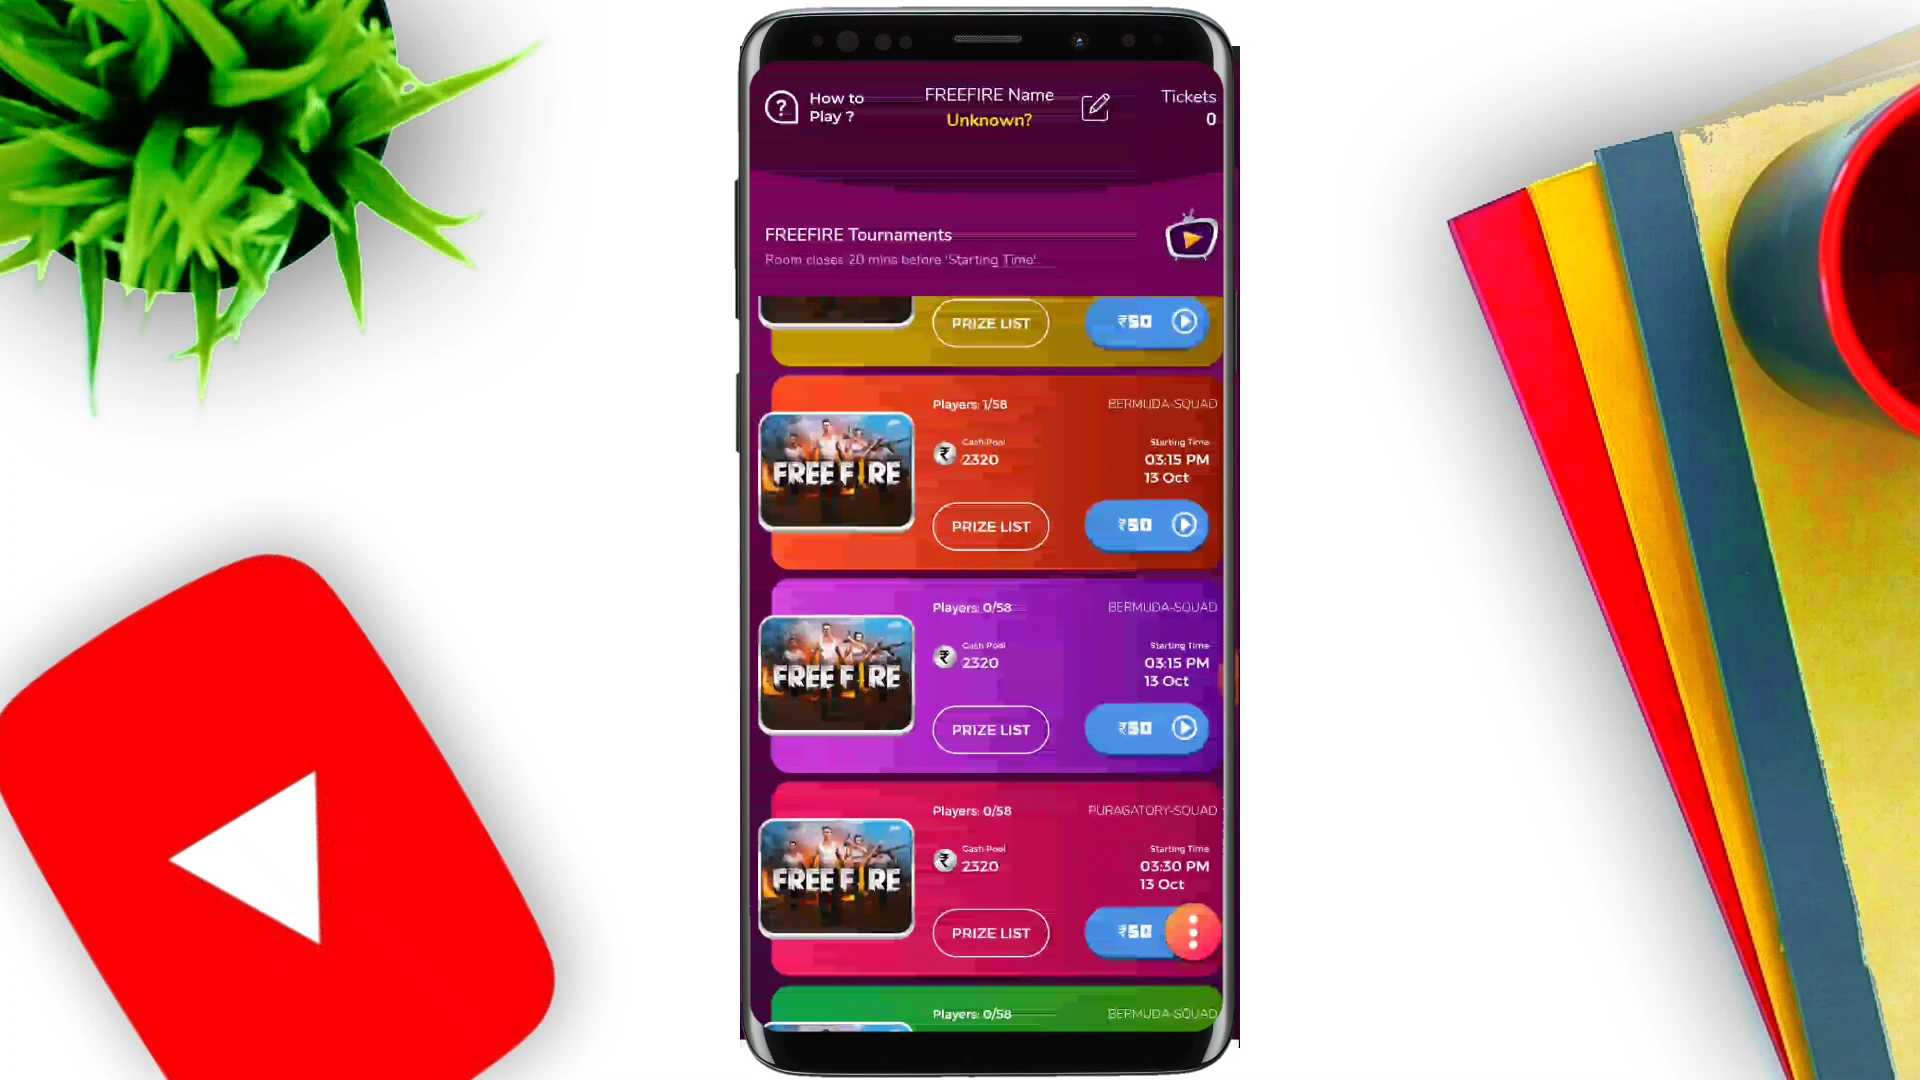 How to
Play ?
FREEFIRE Name
Unknown?
Tickets
0
FREEFIRE Tournaments
Room closes 20 mins before 'Starting Time'
PRIZE LIST
₹50
Players: 1/58
BERMUDA-SQUAD
FREE FIRE
Cash Pool
2320
Starting Time
03:15 PM
13 Oct
PRIZE LIST
₹50
Players: 0/58
BERMUDA-SQUAD
FREE FIRE
Cash Pool
2320
Starting Time
03:15 PM
13 Oct
PRIZE LIST
₹50
Players: 0/58
PURAGATORY-SQUAD
FREE FIRE
Cash Pool
2320
Starting Time
03:30 PM
13 Oct
PRIZE LIST
₹50
Players: 0/58
BERMUDA-SQUAD